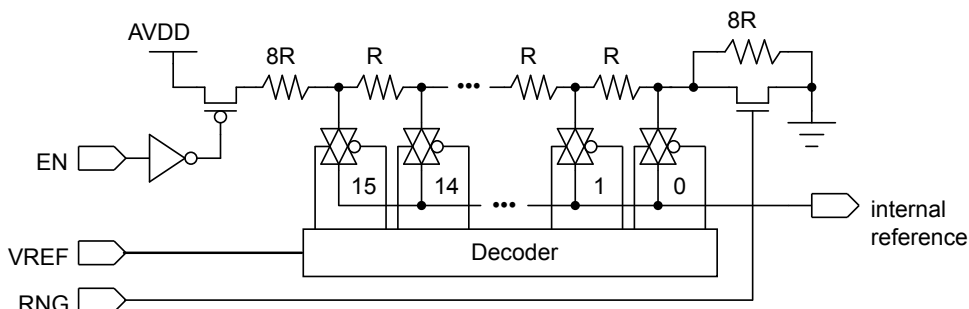 8R
AVDD
8R
R
R
R
•••
EN
15
14
1
0
•••
internal
reference
VREF
Decoder
RNG